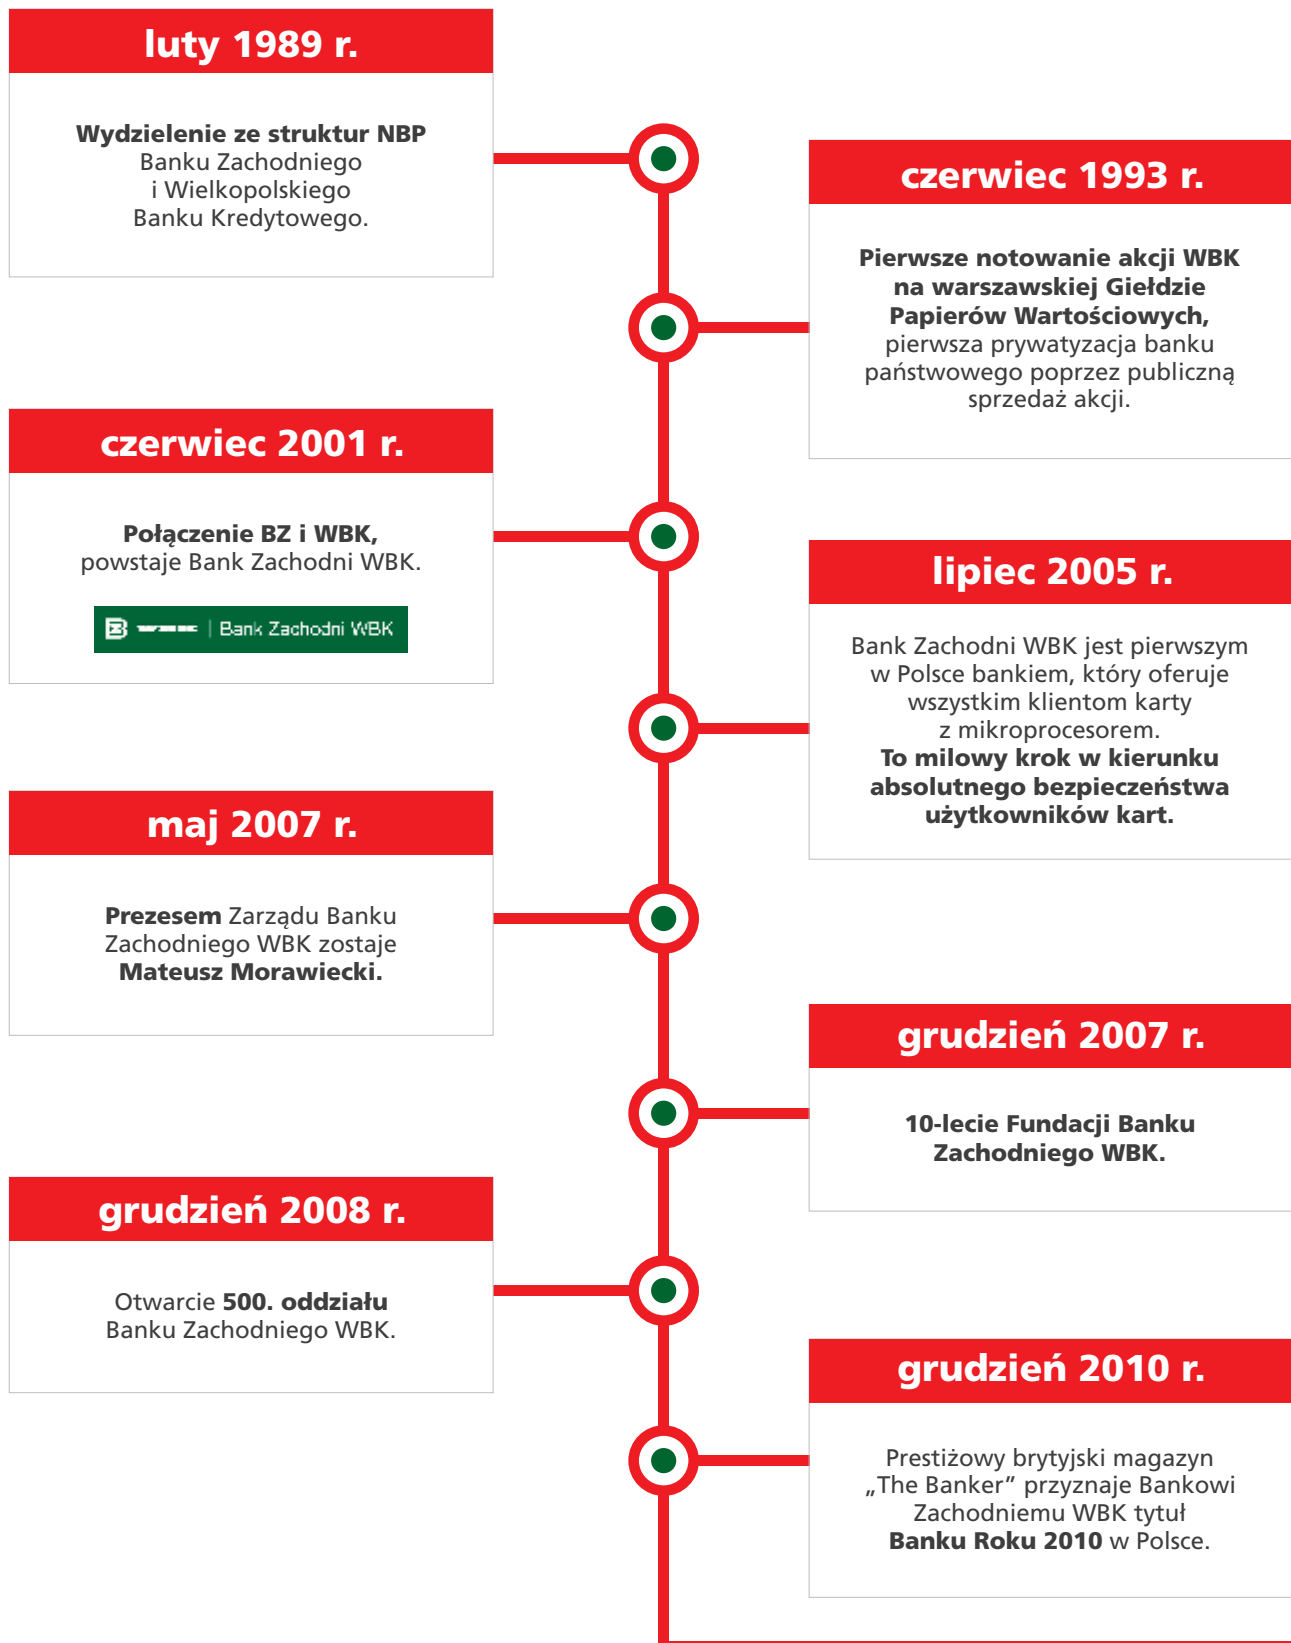 luty 1989 r.
Wydzielenie ze struktur NBP
Banku Zachodniego
i Wielkopolskiego
Banku Kredytowego.
czerwiec 1993 r.
Pierwsze notowanie akcji WBK
na warszawskiej Giełdzie
Papierów Wartościowych,
pierwsza prywatyzacja banku
państwowego poprzez publiczną
sprzedaż akcji.
czerwiec 2001 r.
Połączenie BZ i WBK,
powstaje Bank Zachodni WBK.
Bank Zachodni WBK
lipiec 2005 r.
Bank Zachodni WBK jest pierwszym
w Polsce bankiem, który oferuje
wszystkim klientom karty
z mikroprocesorem.
To milowy krok w kierunku
absolutnego bezpieczeństwa
użytkowników kart.
maj 2007 r.
Prezesem Zarządu Banku
Zachodniego WBK zostaje
Mateusz Morawiecki.
grudzień 2007 r.
10-lecie Fundacji Banku
Zachodniego WBK.
grudzień 2008 r.
Otwarcie 500. oddziału
Banku Zachodniego WBK.
grudzień 2010 r.
Prestiżowy brytyjski magazyn
„The Banker” przyznaje Bankowi
Zachodniemu WBK tytuł
Banku Roku 2010 w Polsce.